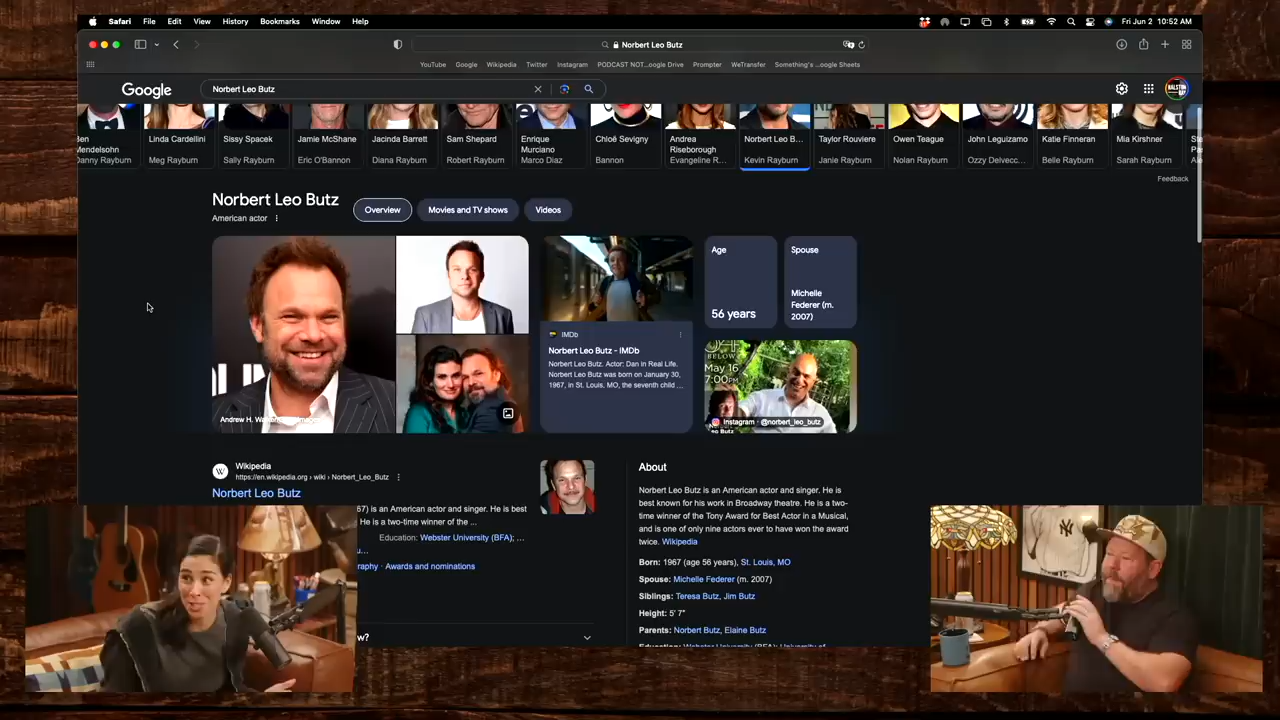 Safari File Edit View History Bookmarks Window Help Fri Jun 2 10:52 AM
Norbert Leo Butz
YouTube Google Wikipedia Twitter Instagram PODCAST NOT...oogle Drive Prompter WeTransfer Something's ...oogle Sheets
Google Norbert Leo Butz
Ben Mendelsohn
Danny Rayburn
Linda Cardellini
Meg Rayburn
Sissy Spacek
Sally Rayburn
Jamie McShane
Eric O'Bannon
Jacinda Barrett
Diana Rayburn
Sam Shepard
Robert Rayburn
Enrique Murciano
Marco Diaz
Chloë Sevigny
Bannon
Andrea Riseborough
Evangeline R...
Norbert Leo B...
Kevin Rayburn
Taylor Rouviere
Janie Rayburn
Owen Teague
Nolan Rayburn
John Leguizamo
Ozzy Delvecc...
Katie Finneran
Belle Rayburn
Mia Kirshner
Sarah Rayburn
Feedback
Norbert Leo Butz
American actor
Overview Movies and TV shows Videos
IMDb
Norbert Leo Butz - IMDb
Norbert Leo Butz. Actor: Dan in Real Life.
Norbert Leo Butz was born on January 30,
1967, in St. Louis, MO, the seventh child ...
Age
56 years
Spouse
Michelle
Federer (m.
2007)
BELOW
May 16
7:00PM
Instagram · @norbert_leo_butz
Wikipedia
https://en.wikipedia.org › wiki › Norbert_Leo_Butz
Norbert Leo Butz
67) is an American actor and singer. He is best
He is a two-time winner of the ...
Education: Webster University (BFA); ...
raphy · Awards and nominations
w?
About
Norbert Leo Butz is an American actor and singer. He is
best known for his work in Broadway theatre. He is a two-
time winner of the Tony Award for Best Actor in a Musical,
and is one of only nine actors ever to have won the award
twice. Wikipedia
Born: 1967 (age 56 years), St. Louis, MO
Spouse: Michelle Federer (m. 2007)
Siblings: Teresa Butz, Jim Butz
Height: 5′ 7″
Parents: Norbert Butz, Elaine Butz